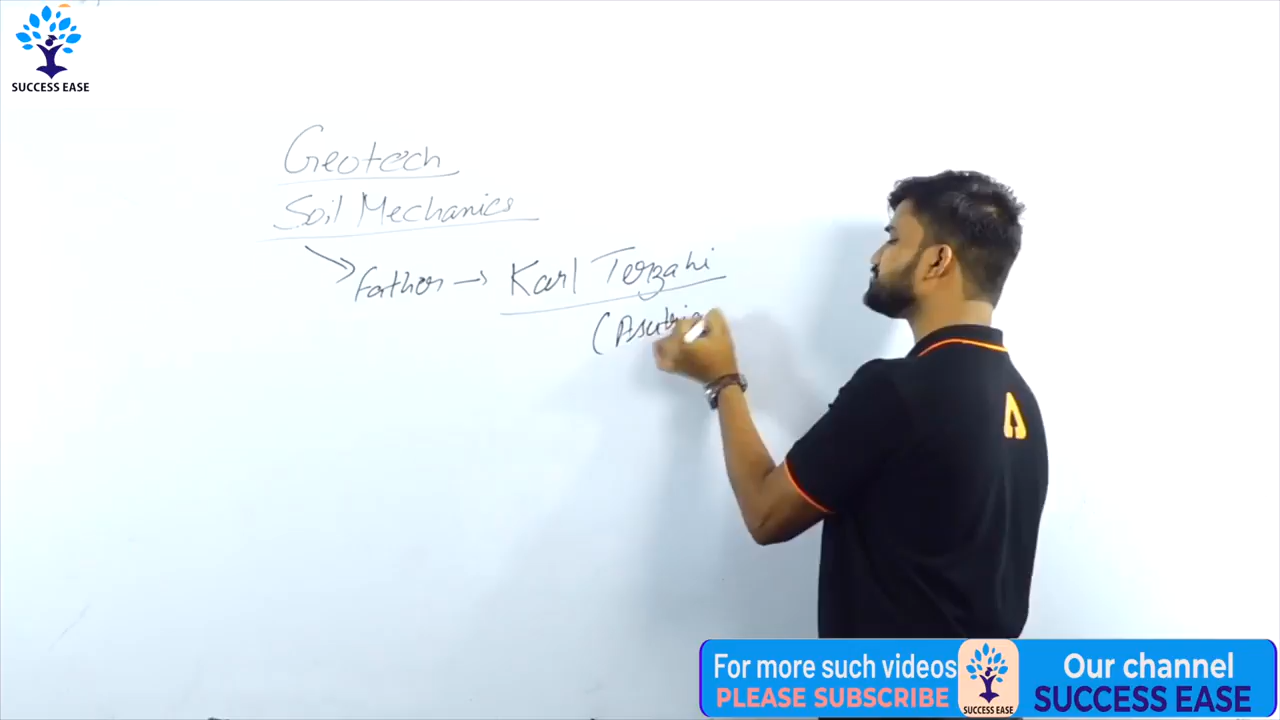 SUCCESS EASE
Geotech
Soil Mechanics
Father → Karl Terzahi
For more such videos
PLEASE SUBSCRIBE
SUCCESS EASE
Our channel
SUCCESS EASE